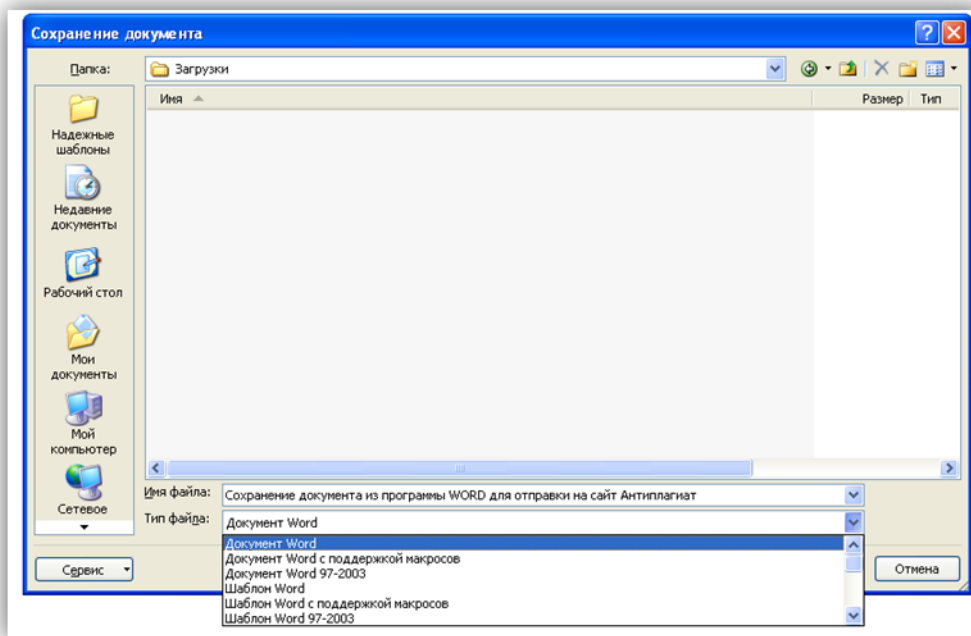 Сохранение документа
Папка:
Загрузки
Имя
Размер
Тип
Надежные
шаблоны
Недавние
документы
Рабочий стол
Мои
документы
Мой
компьютер
Сетевое
Имя файла:
Сохранение документа из программы WORD для отправки на сайт Антиплагиат
Тип файла:
Документ Word
Документ Word
Документ Word с поддержкой макросов
Документ Word 97-2003
Шаблон Word
Шаблон Word с поддержкой макросов
Шаблон Word 97-2003
Сервис
Отмена